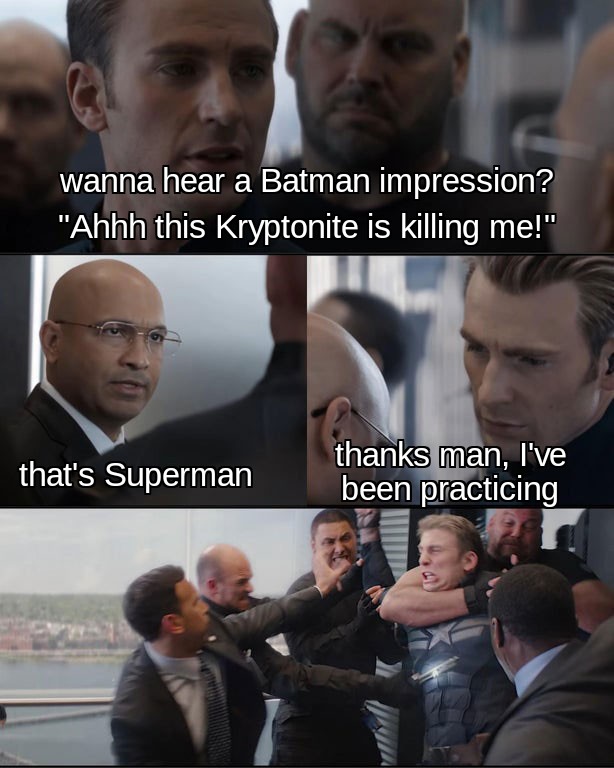 wanna hear a Batman impression?
"Ahhh this Kryptonite is killing me!"
that's Superman
thanks man, I've
been practicing